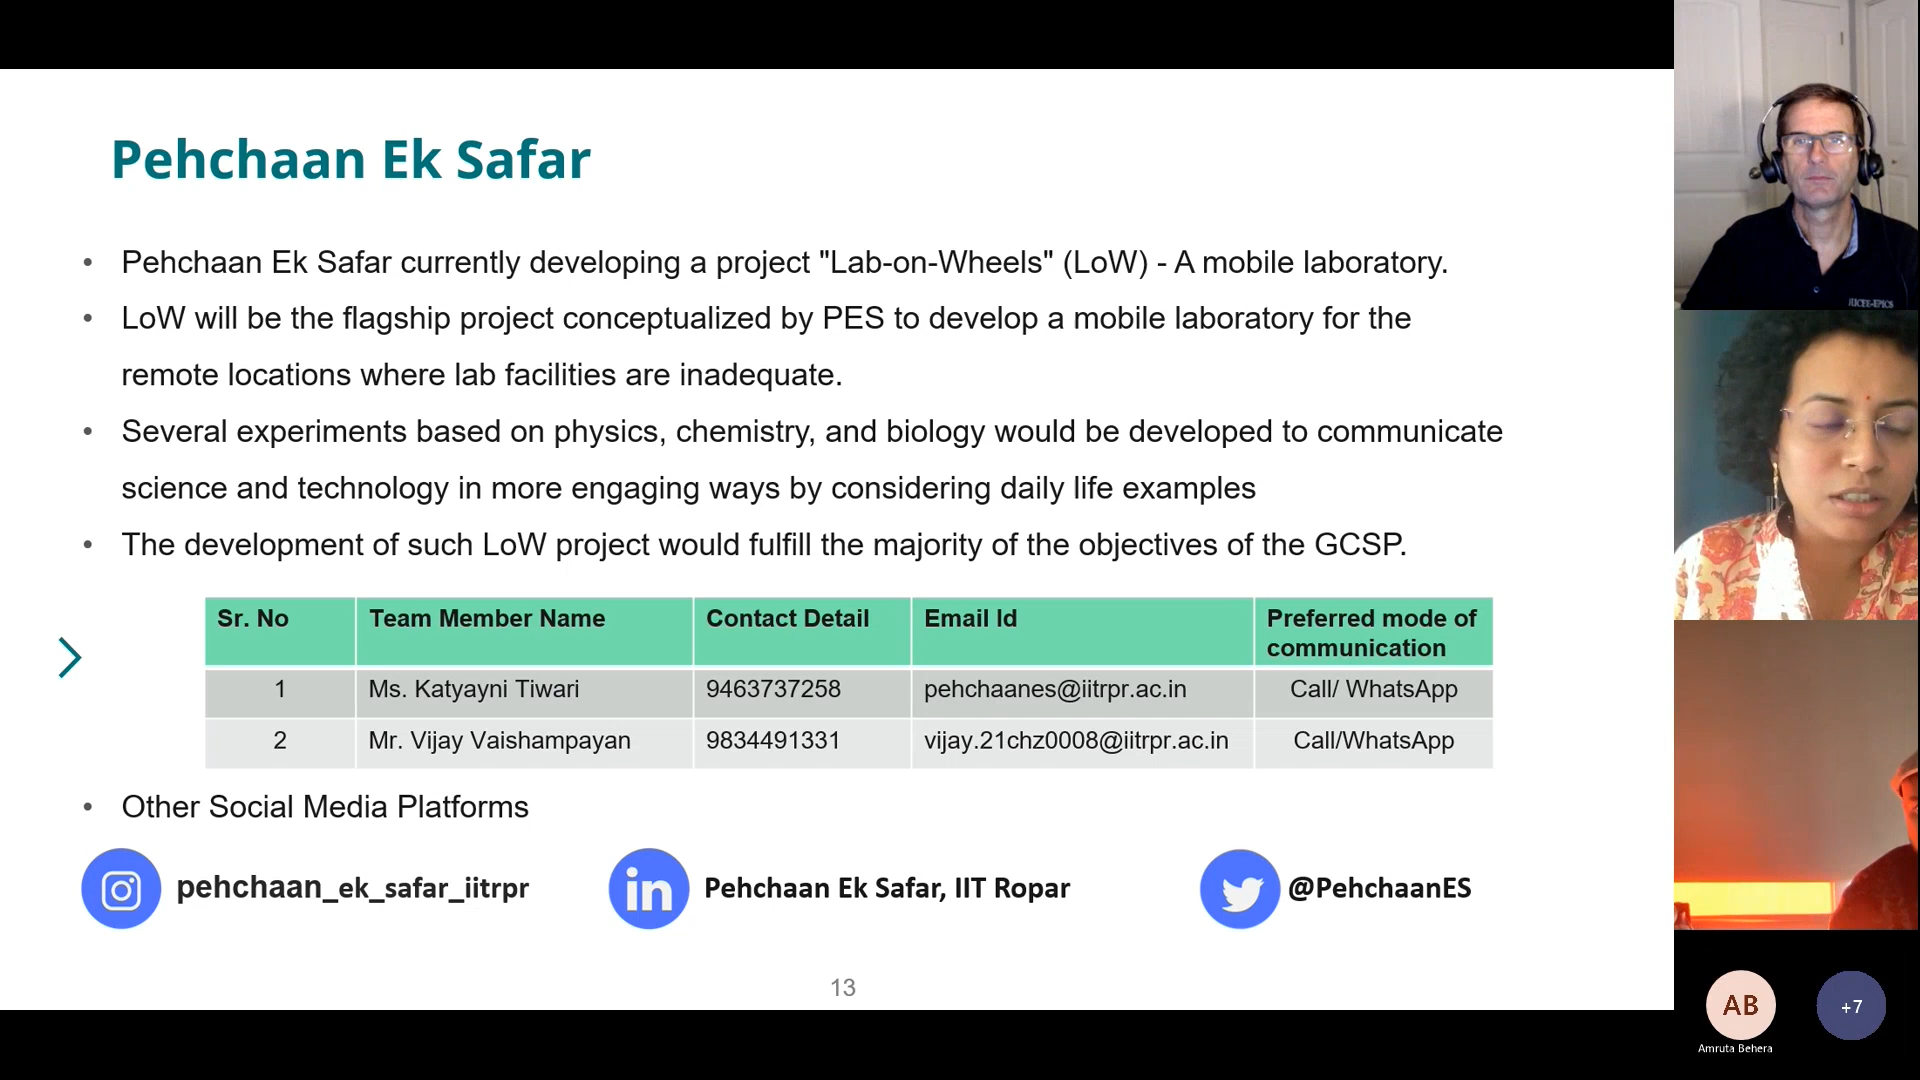 Pehchaan Ek Safar
• Pehchaan Ek Safar currently developing a project "Lab-on-Wheels" (LoW) - A mobile laboratory.
• LoW will be the flagship project conceptualized by PES to develop a mobile laboratory for the
remote locations where lab facilities are inadequate.
• Several experiments based on physics, chemistry, and biology would be developed to communicate
science and technology in more engaging ways by considering daily life examples
• The development of such LoW project would fulfill the majority of the objectives of the GCSP.
Sr. No Team Member Name Contact Detail Email Id Preferred mode of
communication
1 Ms. Katyayni Tiwari 9463737258 pehchaanes@iitrpr.ac.in Call/ WhatsApp
2 Mr. Vijay Vaishampayan 9834491331 vijay.21chz0008@iitrpr.ac.in Call/WhatsApp
• Other Social Media Platforms
pehchaan_ek_safar_iitrpr in Pehchaan Ek Safar, IIT Ropar @PehchaanES
13
AB +7
Amruta Behera